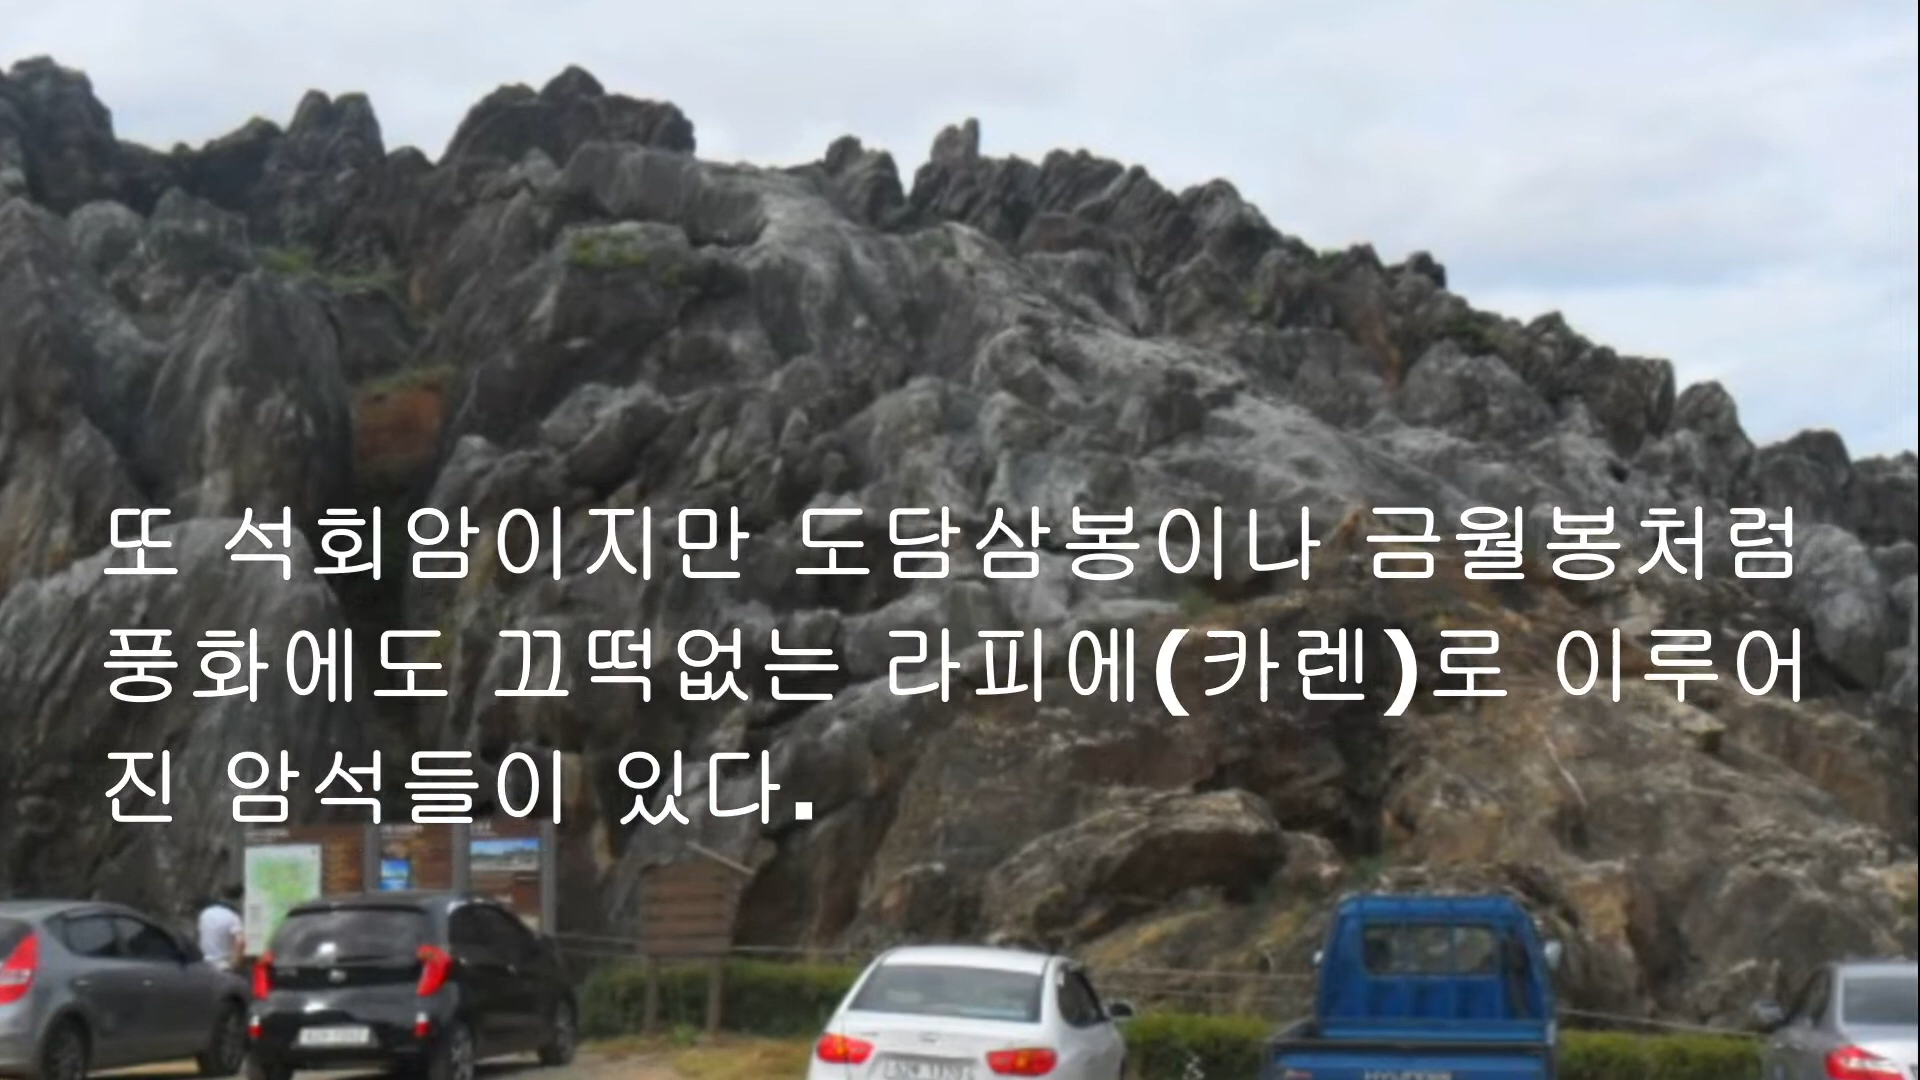 또 석회암이지만 도담삼봉이나 금월봉처럼
풍화에도 끄떡없는 라피에(카렌)로 이루어
진 암석들이 있다.